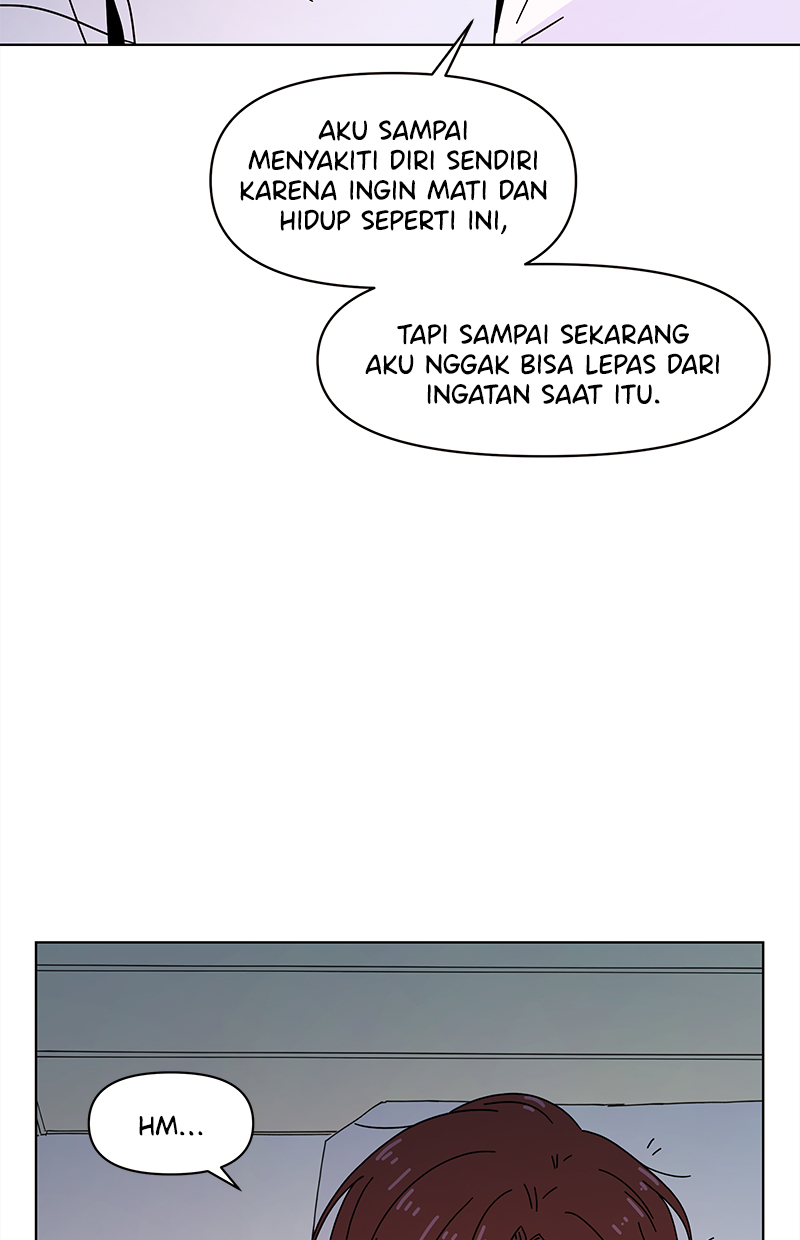 AKU SAMPAI
MENYAKITI DIRI SENDIRI
KARENA INGIN MATI DAN
HIDUP SEPERTI INI,
TAPI SAMPAI SEKARANG
AKU NGGAK BISA LEPAS DARI
INGATAN SAAT ITU.
HM...